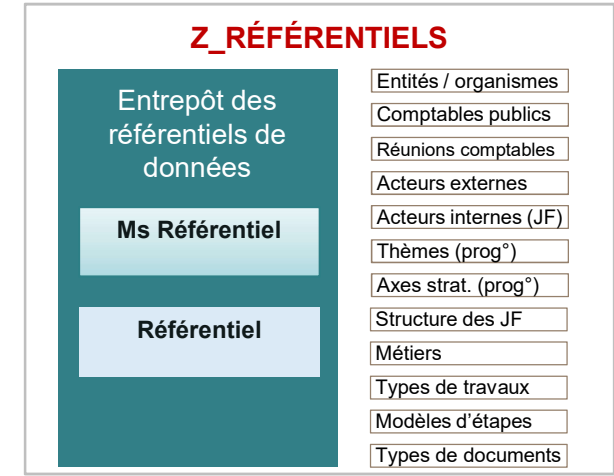 Z_RÉFÉRENTIELS
Entrepôt des
référentiels de
données
Ms Référentiel
Référentiel
Entités / organismes
Comptables publics
Réunions comptables
Acteurs externes
Acteurs internes (JF)
Thèmes (prog°)
Axes strat. (prog°)
Structure des JF
Métiers
Types de travaux
Modèles d'étapes
Types de documents